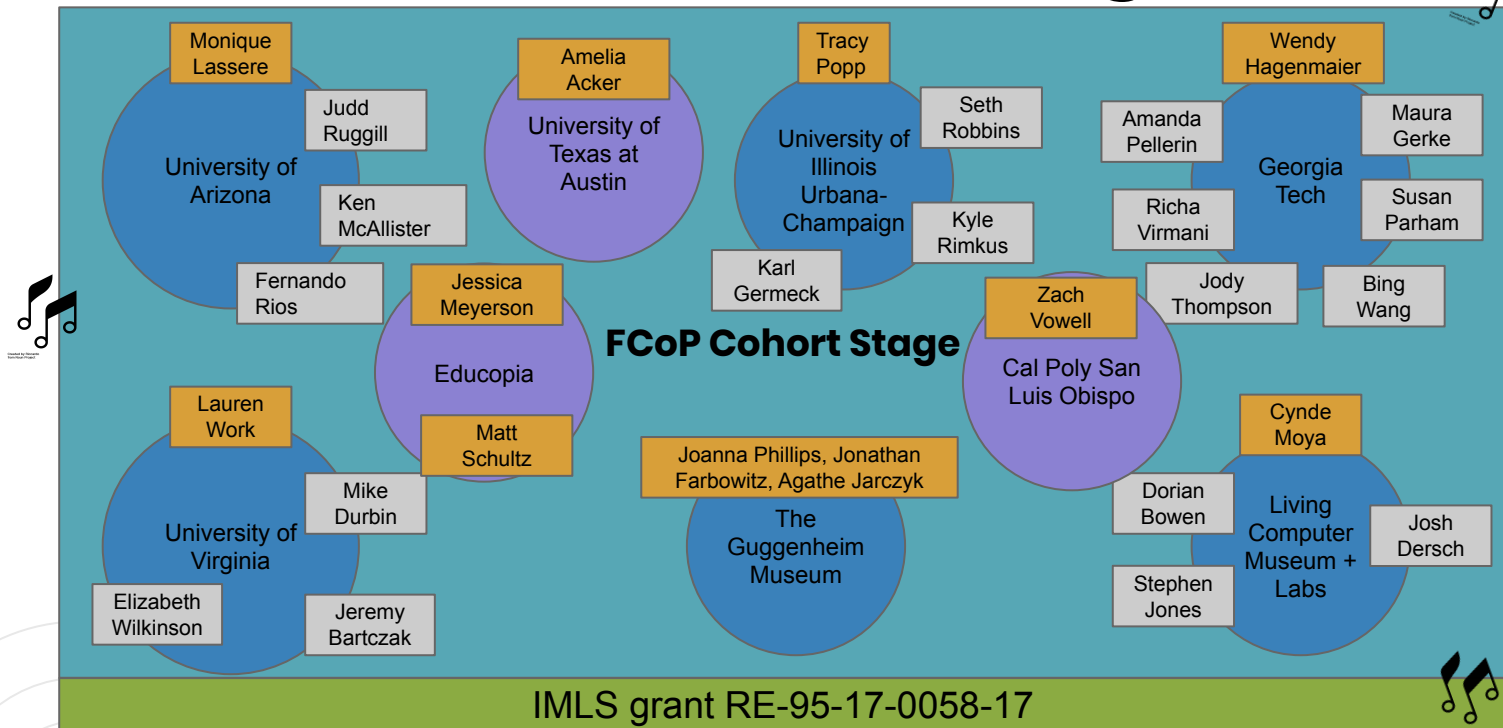 Monique
Lassere
Judd
Ruggill
University of
Arizona
Ken
McAllister
Fernando
Rios
Amelia
Acker
University of
Texas at
Austin
Tracy
Popp
Seth
Robbins
University of
Illinois
Urbana-
Champaign
Kyle
Rimkus
Karl
Germeck
Wendy
Hagenmaier
Amanda
Pellerin
Maura
Gerke
Georgia
Tech
Richa
Virmani
Susan
Parham
Jody
Thompson
Bing
Wang
Jessica
Meyerson
Educopia
Matt
Schultz
FCoP Cohort Stage
Zach
Vowell
Cal Poly San
Luis Obispo
Lauren
Work
Mike
Durbin
University of
Virginia
Elizabeth
Wilkinson
Jeremy
Bartczak
Joanna Phillips, Jonathan
Farbowitz, Agathe Jarczyk
The
Guggenheim
Museum
Cynde
Moya
Dorian
Bowen
Living
Computer
Museum +
Labs
Josh
Dersch
Stephen
Jones
IMLS grant RE-95-17-0058-17